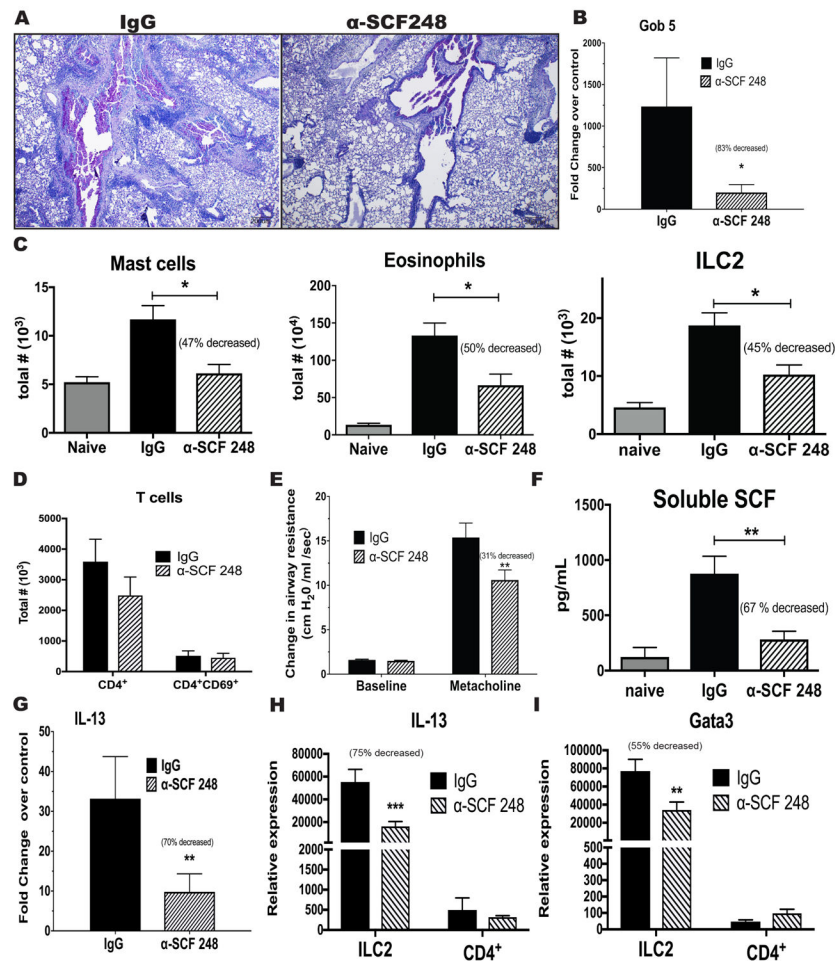 A
IgG
α-SCF248
B
Gob 5
Fold Change over control
2000
1750
1500
1250
1000
750
500
250
0
IgG
α-SCF 248
(83% decreased)
*
IgG
α-SCF 248
C
Mast cells
total # (10³)
15
10
5
0
*
(47% decreased)
Naive
IgG
α-SCF 248
Eosinophils
total # (10⁴)
200
150
100
50
0
*
(50% decreased)
Naive
IgG
α-SCF 248
ILC2
total # (10³)
20
10
0
*
(45% decreased)
naive
IgG
α-SCF 248
D
T cells
Total # (10³)
5000
4000
3000
2000
1000
0
IgG
α-SCF 248
CD4⁺
CD4⁺CD69⁺
E
Change in airway resistance
(cm H₂0 /ml /sec)
20
15
10
5
0
IgG
α-SCF 248
(31% decreased)
**
Baseline
Metacholine
F
Soluble SCF
pg/mL
1500
1000
500
0
**
(67 % decreased)
naive
IgG
α-SCF 248
G
IL-13
Fold Change over control
50
40
30
20
10
0
IgG
α-SCF 248
(70% decreased)
**
IgG
α-SCF 248
H
IL-13
Relative expression
80000
60000
40000
20000
2000
1500
1000
500
0
(75% decreased)
***
IgG
α-SCF 248
ILC2
CD4⁺
I
Gata3
Relative expression
100000
80000
60000
40000
20000
500
400
300
200
100
0
(55% decreased)
**
IgG
α-SCF 248
ILC2
CD4⁺